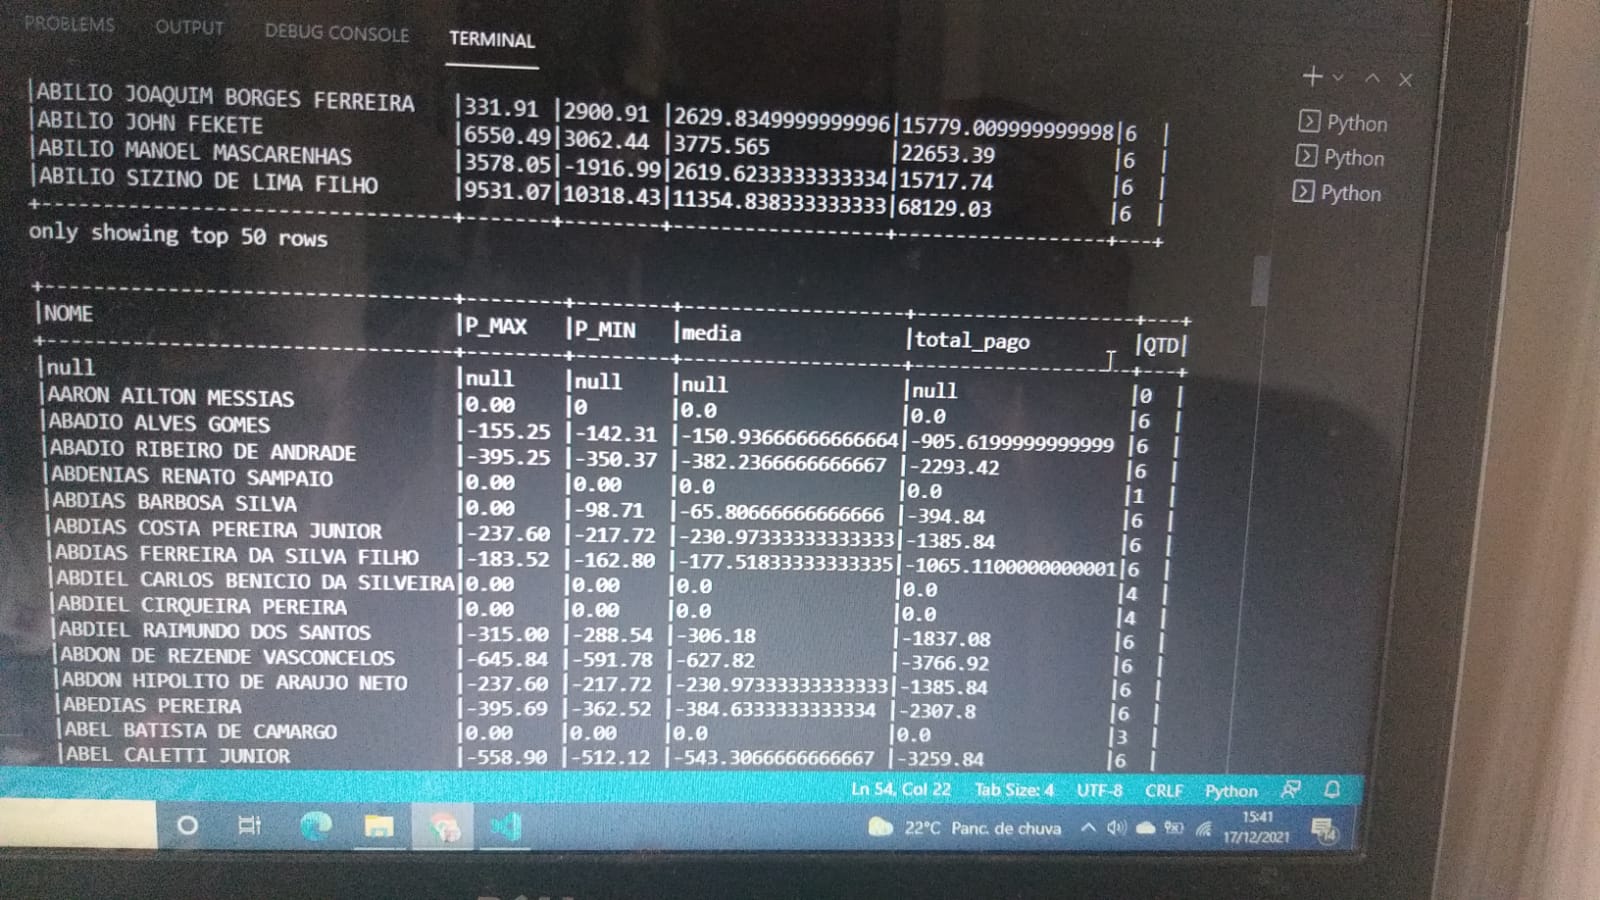 PROBLEMS OUTPUT DEBUG CONSOLE TERMINAL
|ABILIO JOAQUIM BORGES FERREIRA |331.91 |2900.91 |2629.8349999999996|15779.009999999998|6 |
|ABILIO JOHN FEKETE |6550.49|3062.44 |3775.565 |22653.39 |6 |
|ABILIO MANOEL MASCARENHAS |3578.05|-1916.99|2619.6233333333334|15717.74 |6 |
|ABILIO SIZINO DE LIMA FILHO |9531.07|10318.43|11354.838333333333|68129.03 |6 |
only showing top 50 rows
|NOME |P_MAX |P_MIN |media |total_pago |QTD|
|null |null |null |null |null |0 |
|AARON AILTON MESSIAS |0.00 |0 |0.0 |0.0 |6 |
|ABADIO ALVES GOMES |-155.25 |-142.31 |-150.93666666666664|-905.6199999999999 |6 |
|ABADIO RIBEIRO DE ANDRADE |-395.25 |-350.37 |-382.2366666666667 |-2293.42 |6 |
|ABDENIAS RENATO SAMPAIO |0.00 |0.00 |0.0 |0.0 |1 |
|ABDIAS BARBOSA SILVA |0.00 |-98.71 |-65.80666666666666 |-394.84 |6 |
|ABDIAS COSTA PEREIRA JUNIOR |-237.60 |-217.72 |-230.97333333333333|-1385.84 |6 |
|ABDIAS FERREIRA DA SILVA FILHO |-183.52 |-162.80 |-177.51833333333335|-1065.1100000000001|6 |
|ABDIEL CARLOS BENICIO DA SILVEIRA|0.00 |0.00 |0.0 |0.0 |4 |
|ABDIEL CIRQUEIRA PEREIRA |0.00 |0.00 |0.0 |0.0 |4 |
|ABDIEL RAIMUNDO DOS SANTOS |-315.00 |-288.54 |-306.18 |-1837.08 |6 |
|ABDON DE REZENDE VASCONCELOS |-645.84 |-591.78 |-627.82 |-3766.92 |6 |
|ABDON HIPOLITO DE ARAUJO NETO |-237.60 |-217.72 |-230.97333333333333|-1385.84 |6 |
|ABEDIAS PEREIRA |-395.69 |-362.52 |-384.6333333333334 |-2307.8 |6 |
|ABEL BATISTA DE CAMARGO |0.00 |0.00 |0.0 |0.0 |3 |
|ABEL CALETTI JUNIOR |-558.90 |-512.12 |-543.3066666666667 |-3259.84 |6 |
Python
Python
Python
Ln 54, Col 22 Tab Size: 4 UTF-8 CRLF Python
22°C Panc. de chuva
15:41
17/12/2021
14